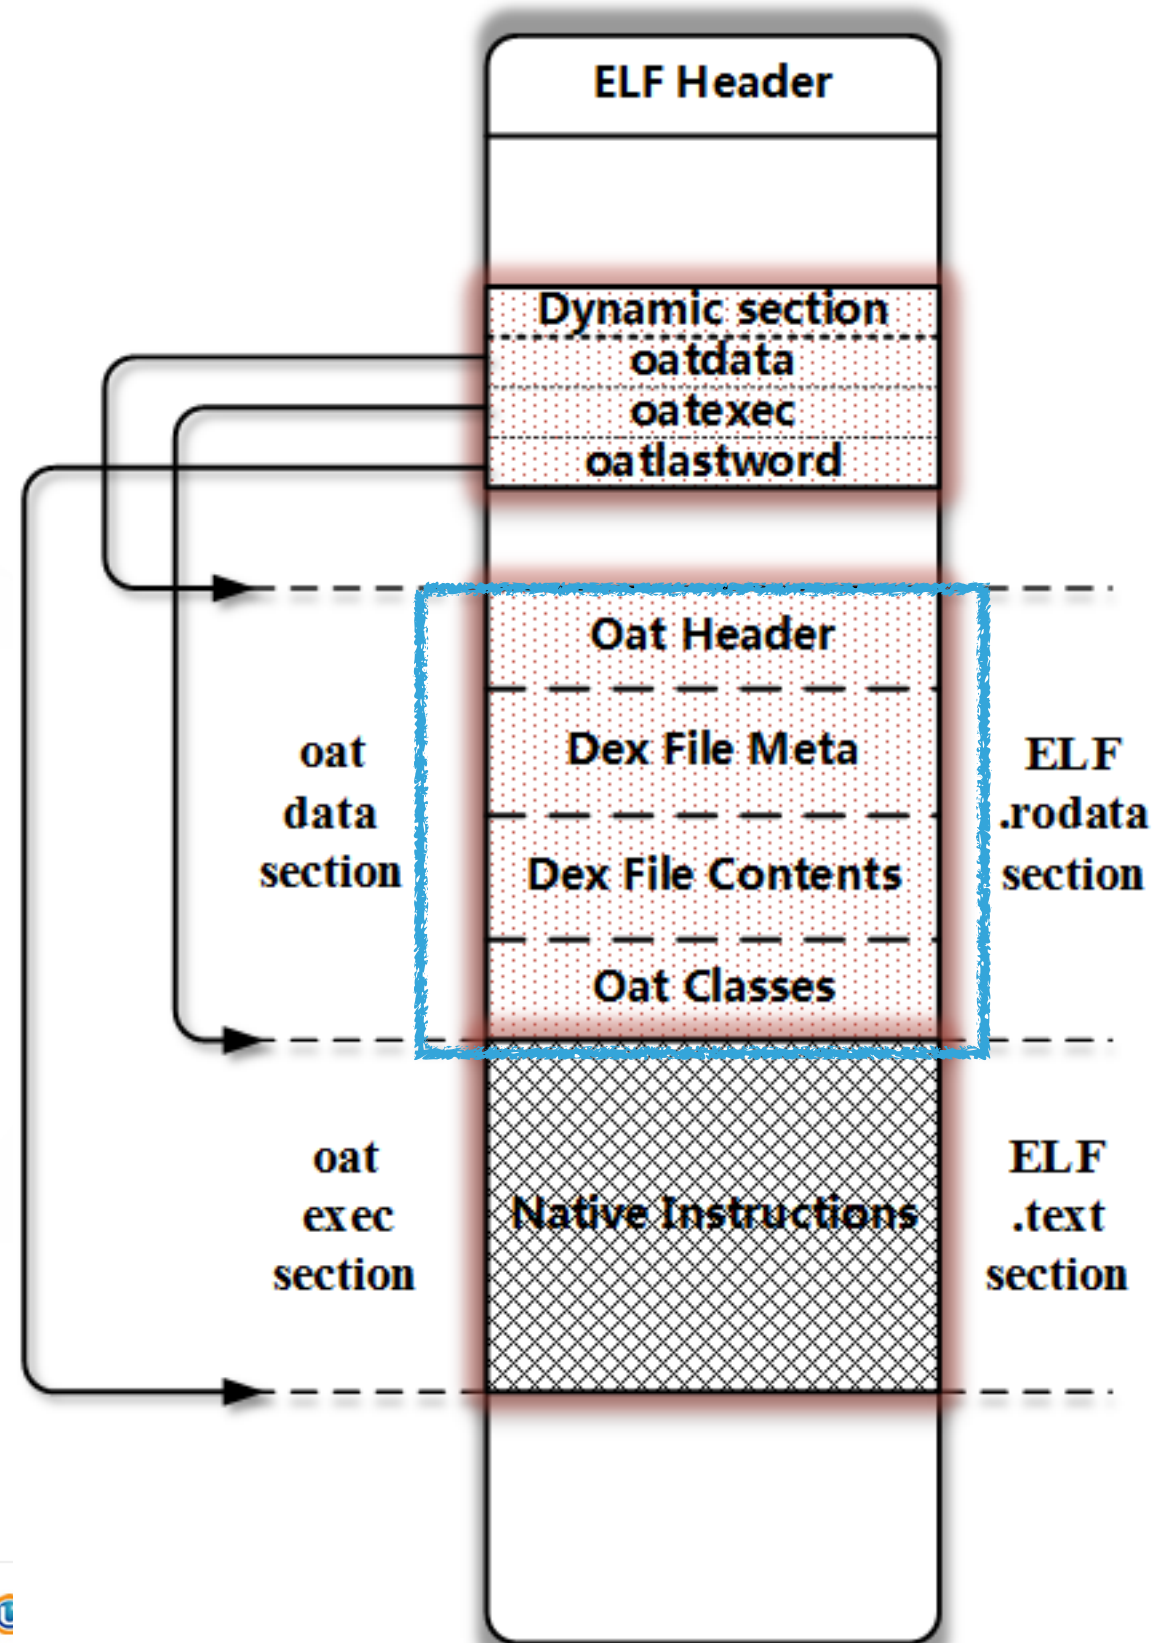 ELF Header
Dynamic section
oatdata
oatexec
oatlastword
Oat Header
Dex File Meta
Dex File Contents
Oat Classes
oat
data
section
ELF
.rodata
section
Native Instructions
oat
exec
section
ELF
.text
section